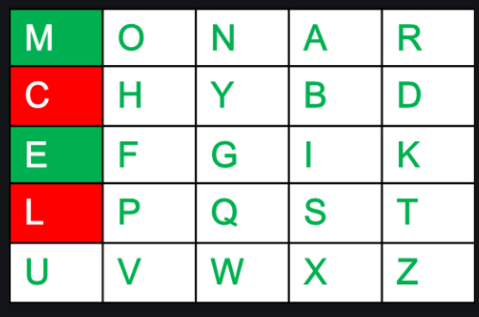 M O N A R
C H Y B D
E F G I K
L P Q S T
U V W X Z